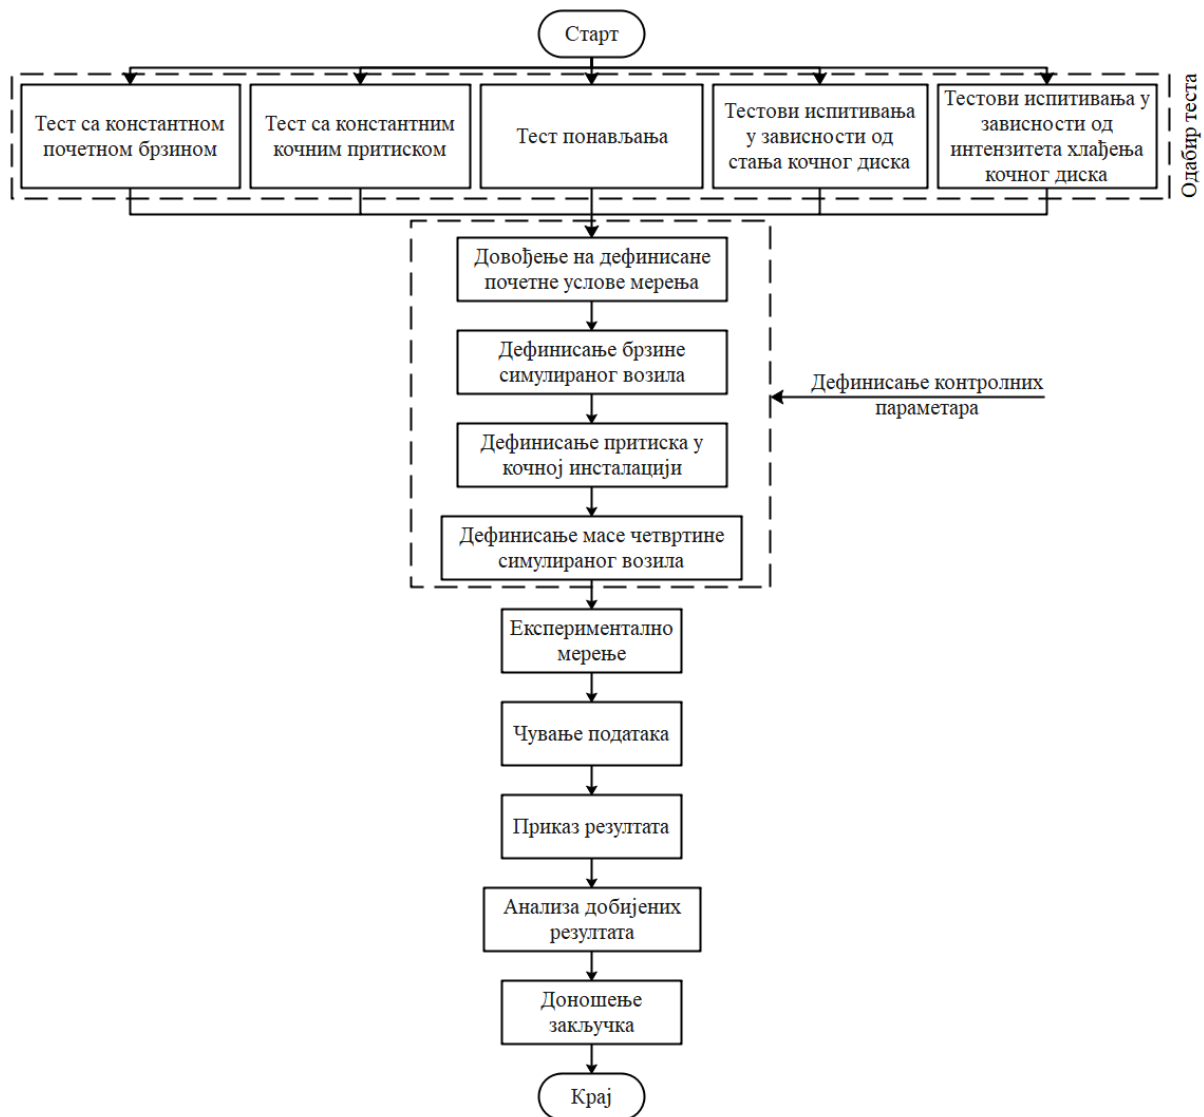 Старт
Тест са константном
почетном брзином
Тест са константним
кочним притиском
Тест понављања
Тестови испитивања
у зависности од
стања кочног диска
Тестови испитивања у
зависности од
интензитета хлађења
кочног диска
Одабир теста
Довођење на дефинисане
почетне услове мерења
Дефинисање брзине
симулираног возила
Дефинисање притиска у
кочној инсталацији
Дефинисање масе четвртине
симулираног возила
Дефинисање контролних
параметара
Експериментално
мерење
Чување података
Приказ резултата
Анализа добијених
резултата
Доношење
закључка
Крај